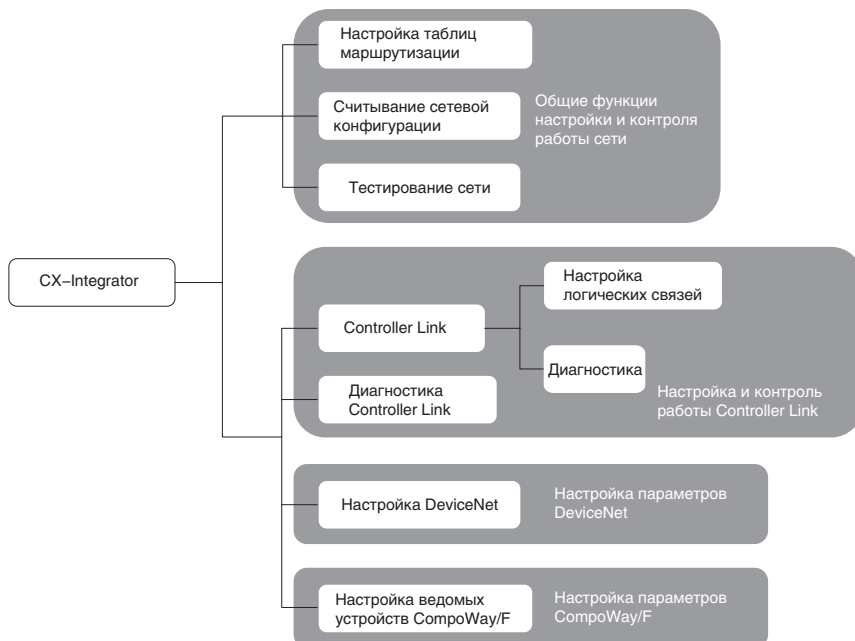 Настройка таблиц
маршрутизации
Считывание сетевой
конфигурации
Общие функции
настройки и контроля
работы сети
Тестирование сети
CX–Integrator
Настройка
логических связей
Controller Link
Диагностика
Диагностика
Controller Link
Настройка и контроль
работы Controller Link
Настройка DeviceNet
Настройка параметров
DeviceNet
Настройка ведомых
устройств CompoWay/F
Настройка параметров
CompoWay/F